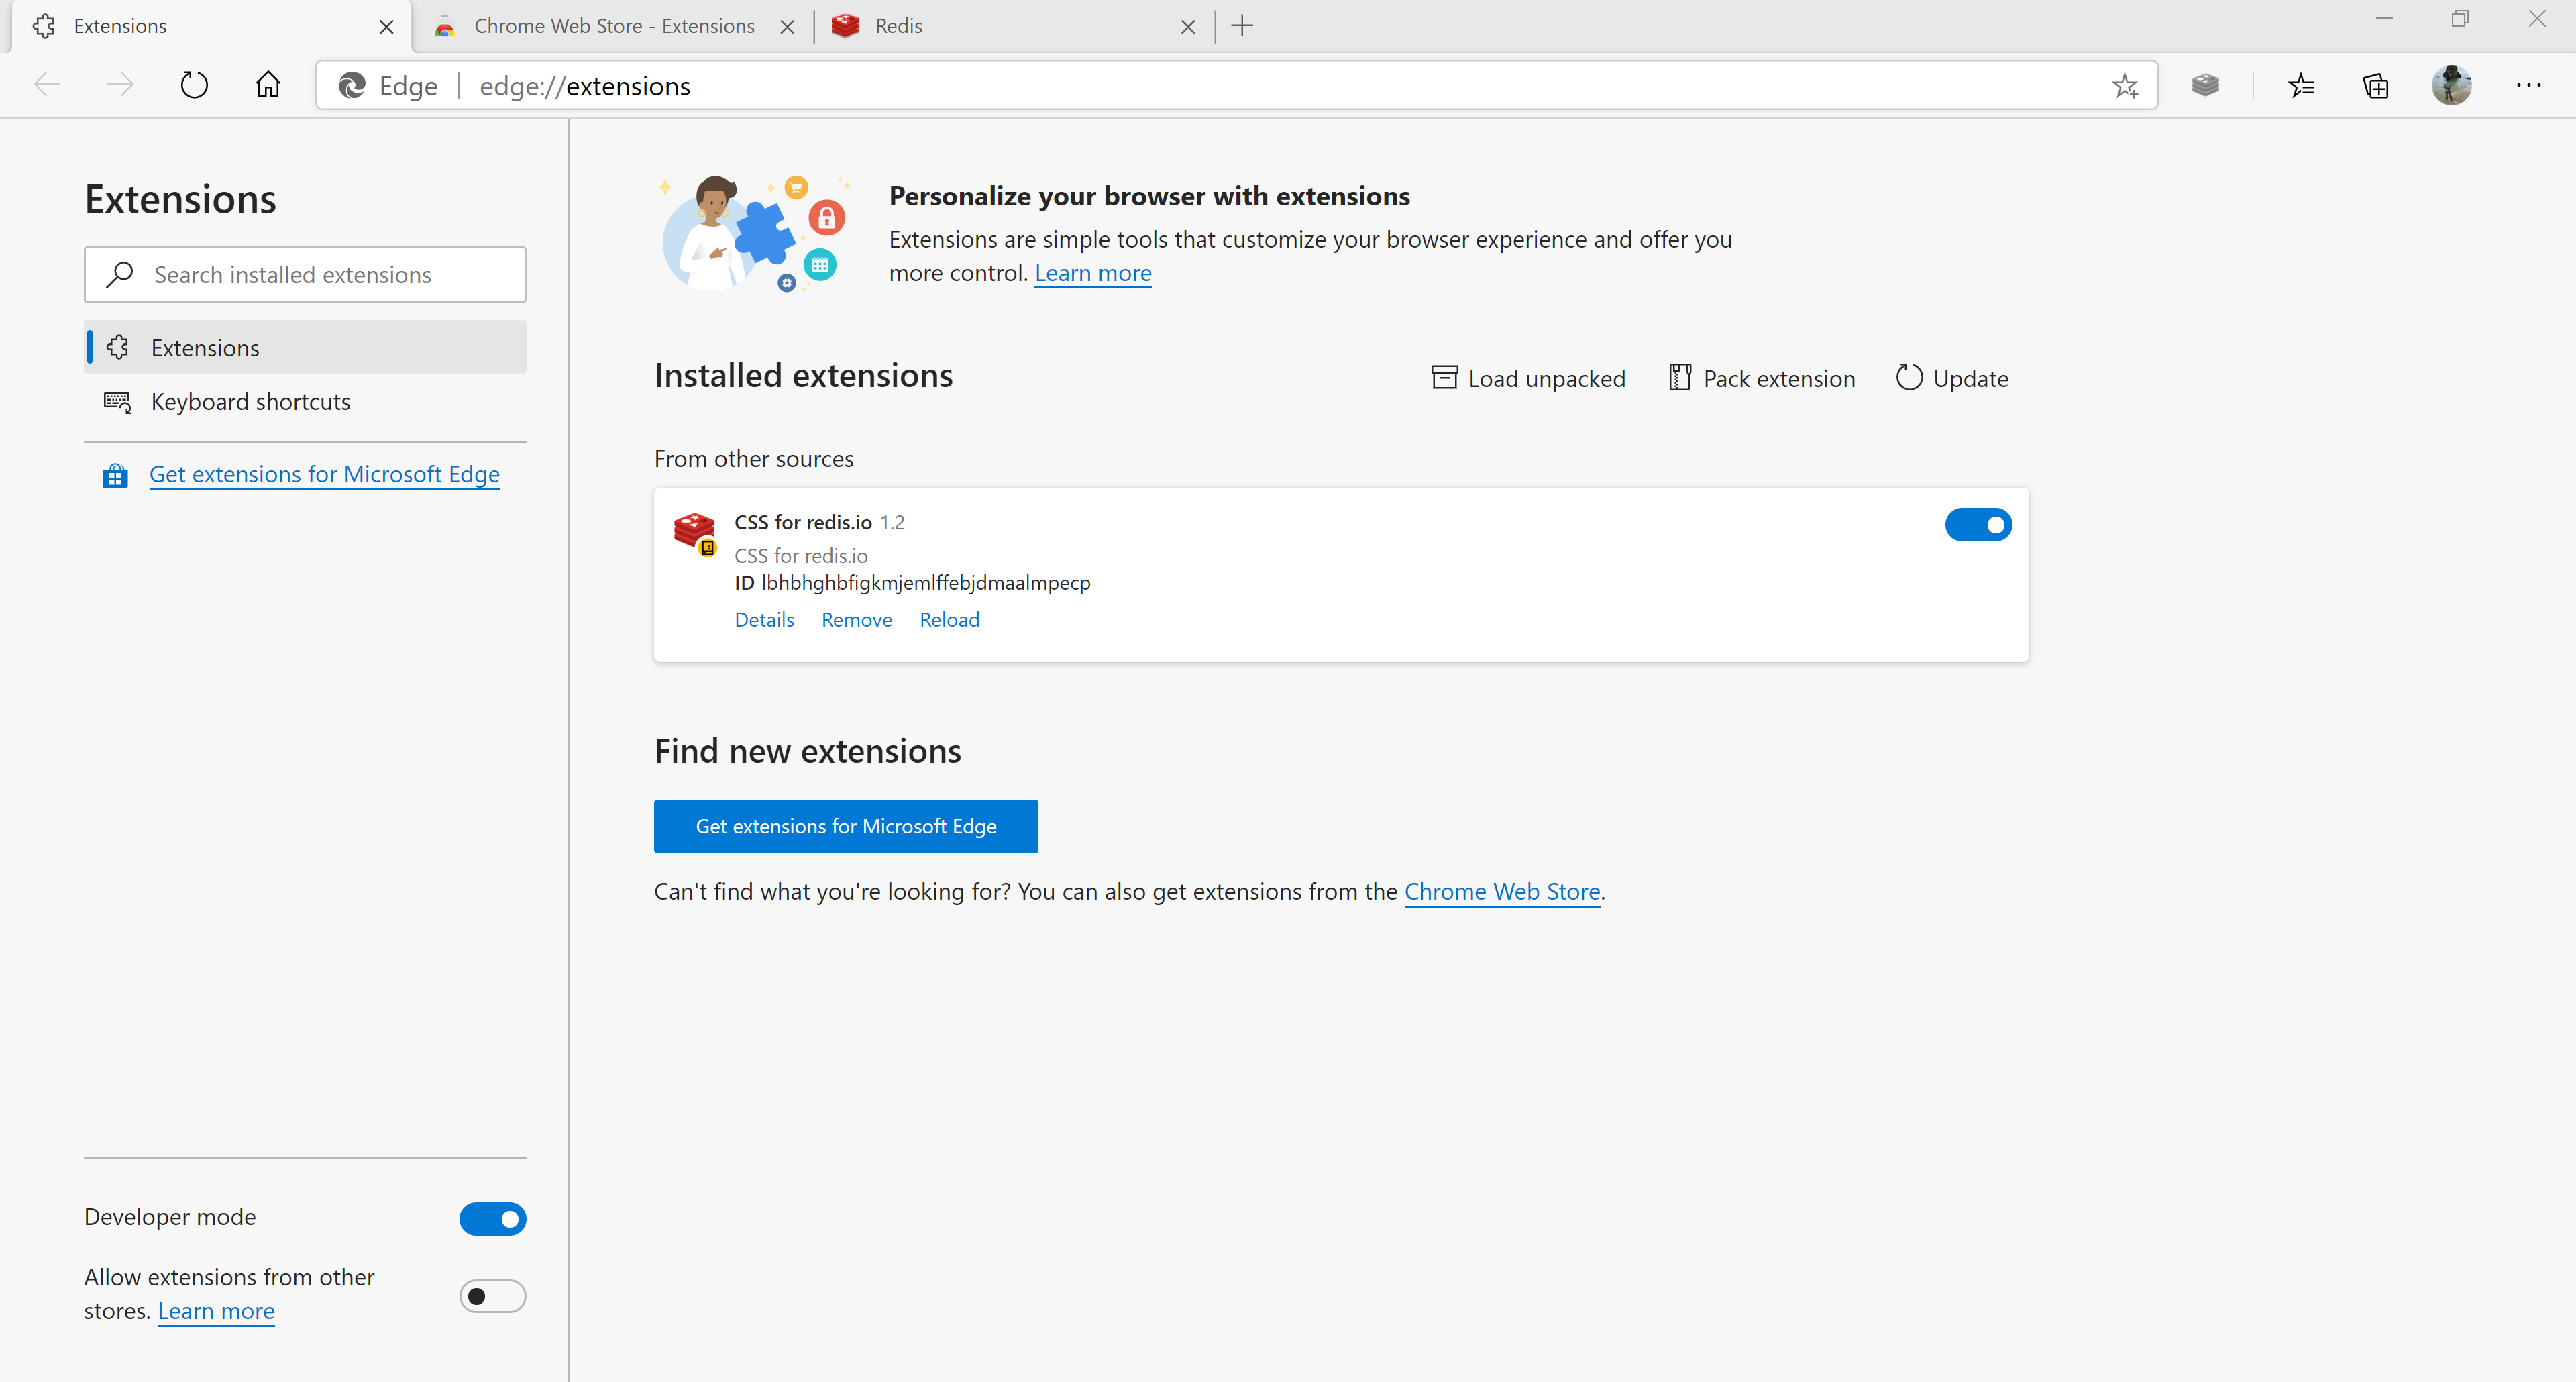 Extensions
Chrome Web Store - Extensions
Redis
Edge
edge://extensions
Extensions
Search installed extensions
Extensions
Keyboard shortcuts
Get extensions for Microsoft Edge
Developer mode
Allow extensions from other
stores. Learn more
Personalize your browser with extensions
Extensions are simple tools that customize your browser experience and offer you
more control. Learn more
Installed extensions
Load unpacked
Pack extension
Update
From other sources
CSS for redis.io 1.2
CSS for redis.io
ID lbhbhghbfigkmjemlffebjdmaalmpecp
Details Remove Reload
Find new extensions
Get extensions for Microsoft Edge
Can't find what you're looking for? You can also get extensions from the Chrome Web Store.